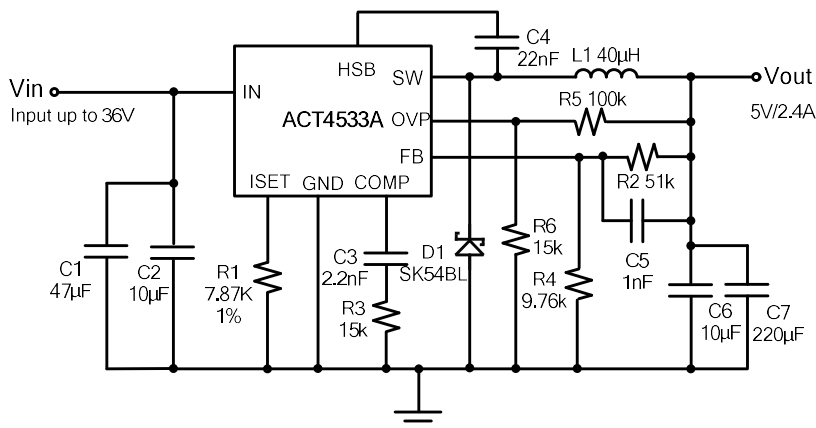 C4
22nF
L1 40μH
HSB
SW
Vin
Input up to 36V
IN
ACT4533A
OVP
R5 100k
Vout
5V/2.4A
FB
R2 51k
ISET
GND
COMP
C1
47μF
C2
10μF
R1
7.87K
1%
C3
2.2nF
R3
15k
D1
SK54BL
R6
15k
R4
9.76k
C5
1nF
C6
10μF
C7
220μF